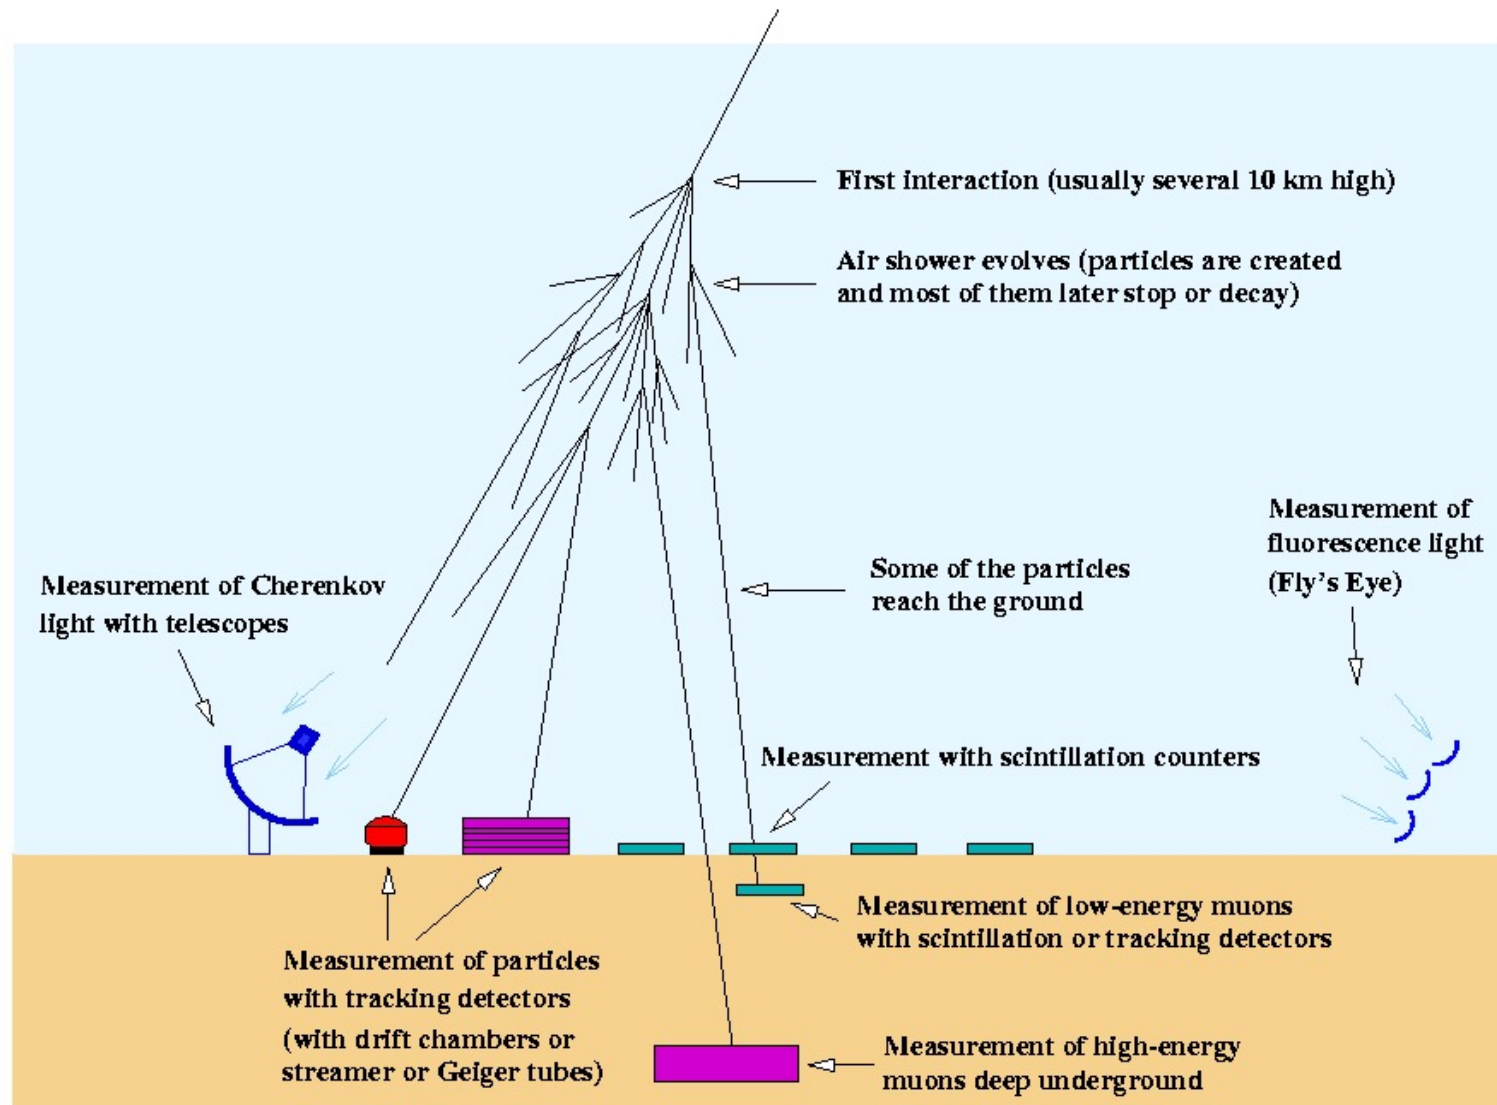 First interaction (usually several 10 km high)
Air shower evolves (particles are created
and most of them later stop or decay)
Measurement of
fluorescence light
(Fly's Eye)
Some of the particles
reach the ground
Measurement of Cherenkov
light with telescopes
Measurement with scintillation counters
Measurement of low-energy muons
with scintillation or tracking detectors
Measurement of particles
with tracking detectors
(with drift chambers or
streamer or Geiger tubes)
Measurement of high-energy
muons deep underground